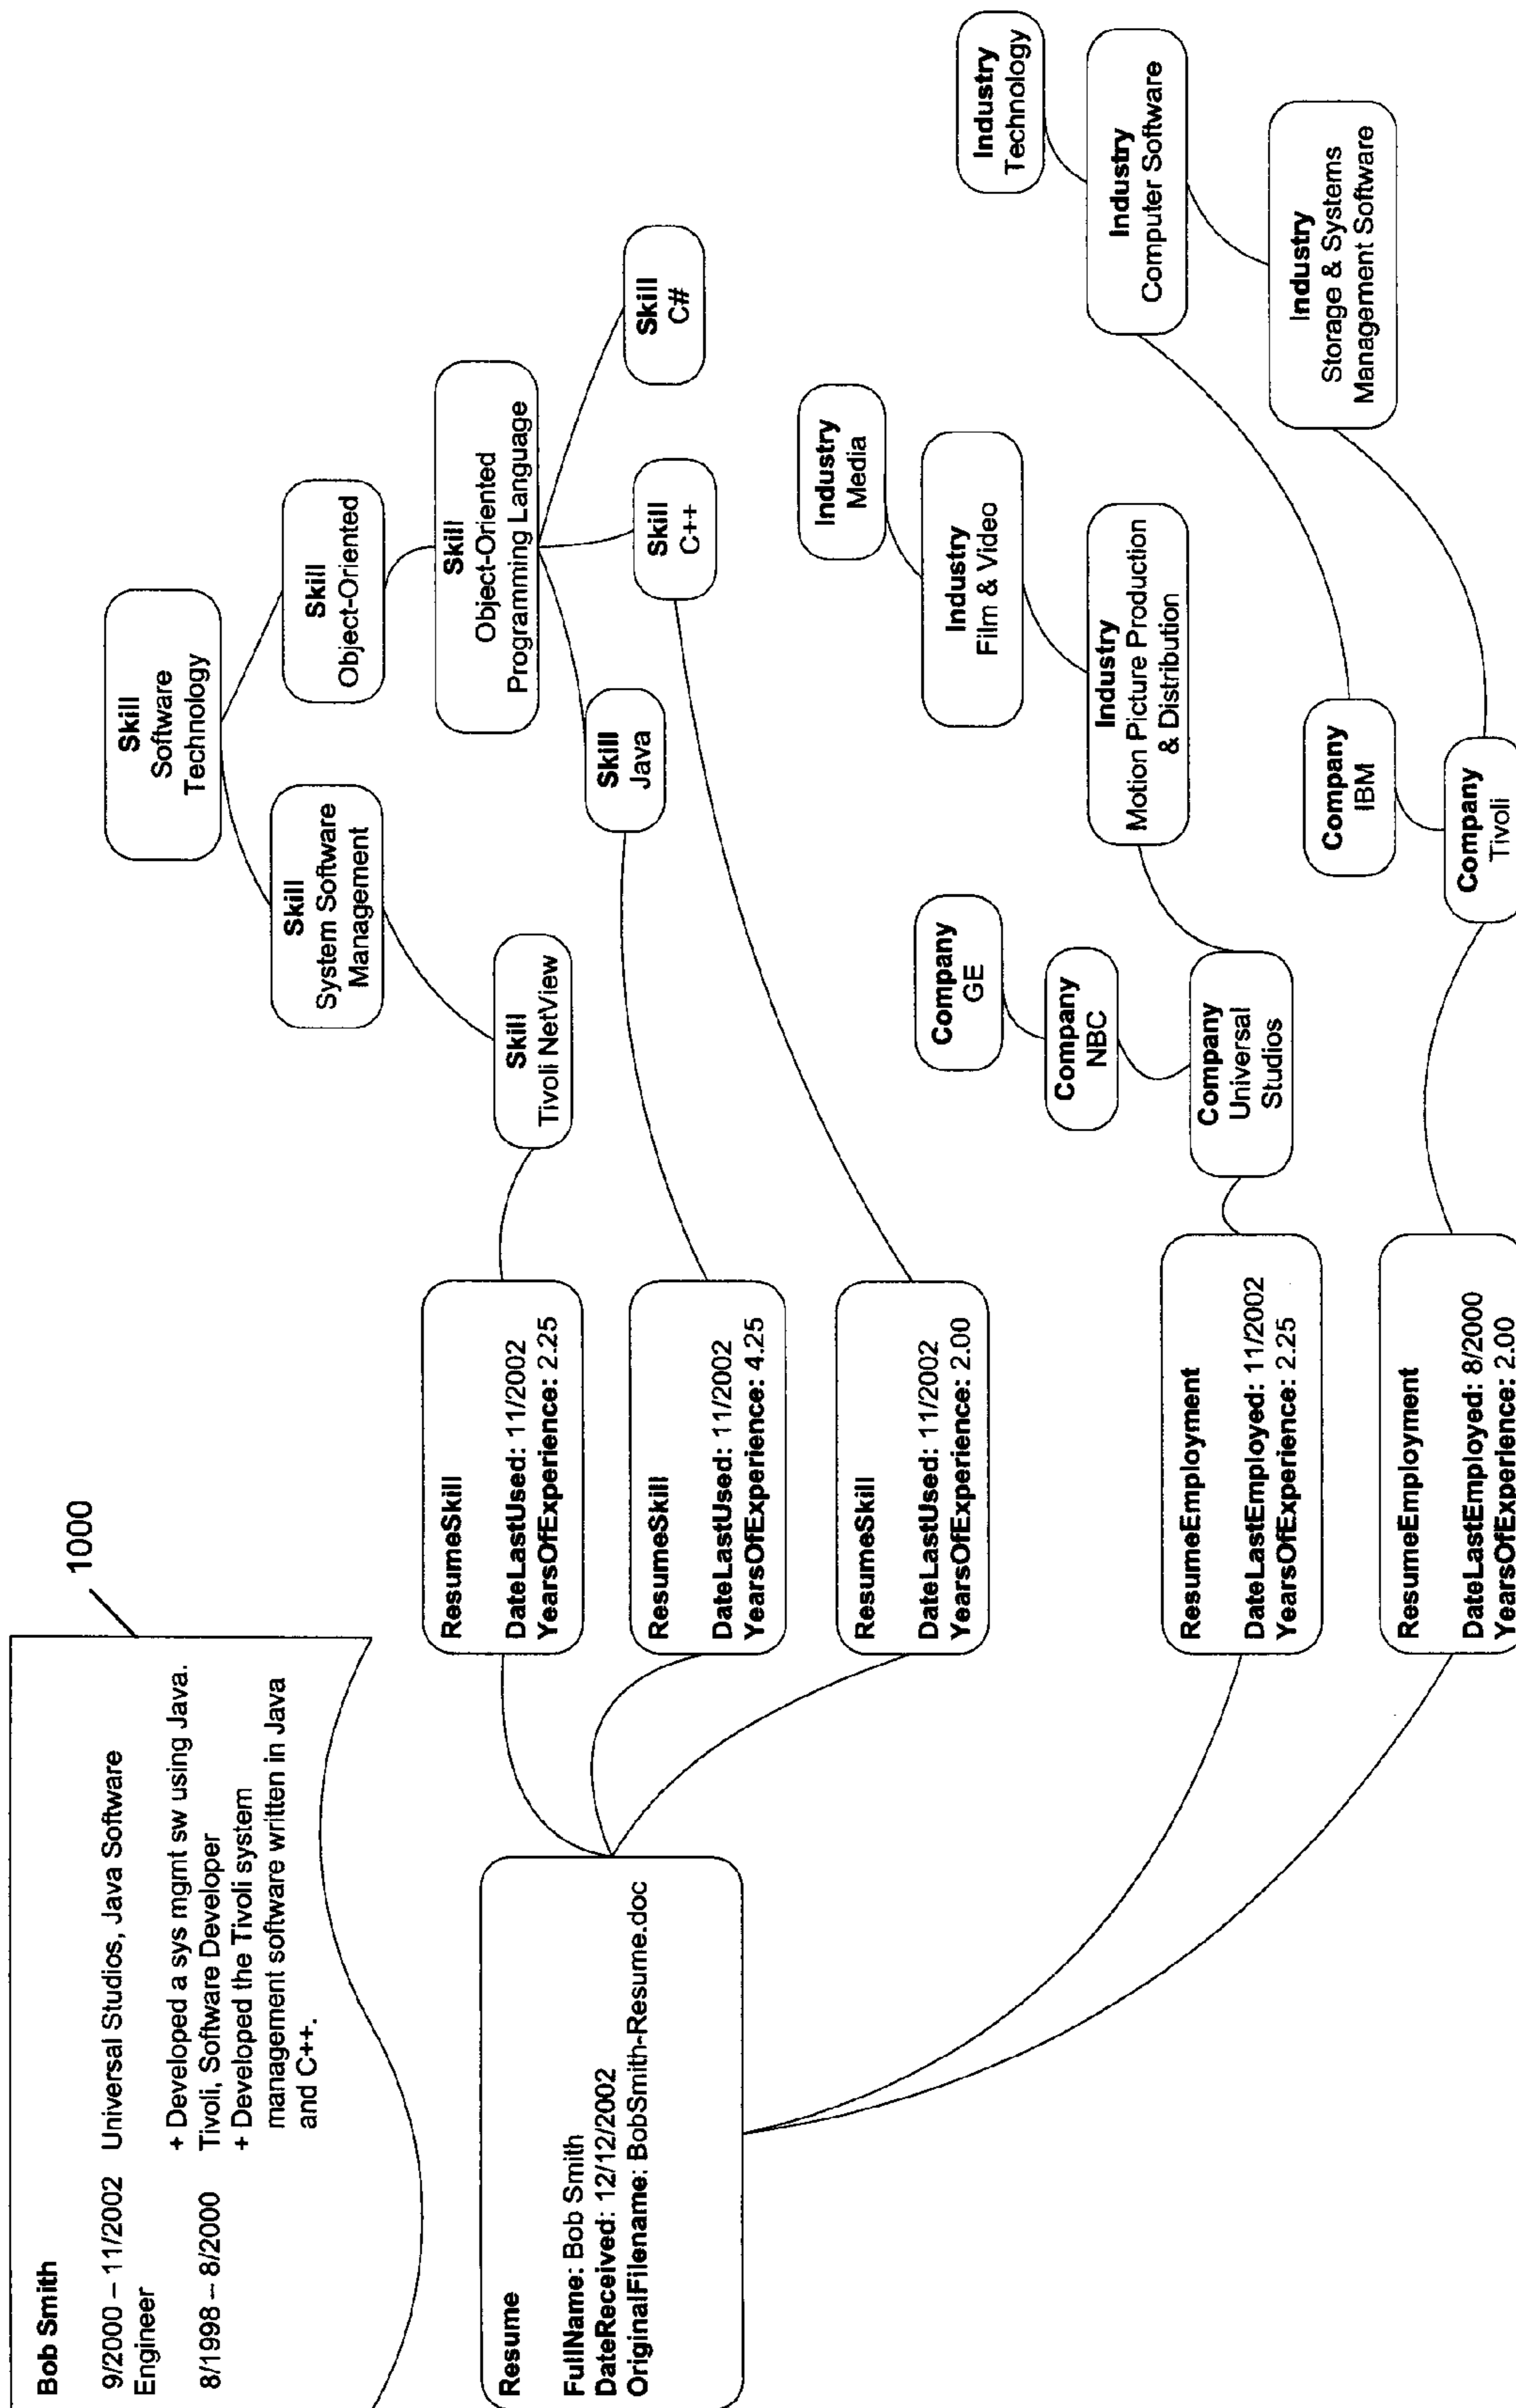 1000
Bob Smith
9/2000 – 11/2002 Universal Studios, Java Software
Engineer
+ Developed a sys mgmt sw using Java.
8/1998 – 8/2000 Tivoli, Software Developer
+ Developed the Tivoli system
management software written in Java
and C++.
Resume
FullName: Bob Smith
DateReceived: 12/12/2002
OriginalFilename: BobSmith-Resume.doc
ResumeSkill
DateLastUsed: 11/2002
YearsOfExperience: 2.25
ResumeSkill
DateLastUsed: 11/2002
YearsOfExperience: 4.25
ResumeSkill
DateLastUsed: 11/2002
YearsOfExperience: 2.00
ResumeEmployment
DateLastEmployed: 11/2002
YearsOfExperience: 2.25
ResumeEmployment
DateLastEmployed: 8/2000
YearsOfExperience: 2.00
Skill
Software
Technology
Skill
System Software
Management
Skill
Object-Oriented
Skill
Tivoli NetView
Skill
Object-Oriented
Programming Language
Skill
Java
Skill
C++
Skill
C#
Company
GE
Company
NBC
Company
Universal
Studios
Industry
Media
Industry
Film & Video
Industry
Motion Picture Production
& Distribution
Company
IBM
Company
Tivoli
Industry
Technology
Industry
Computer Software
Industry
Storage & Systems
Management Software